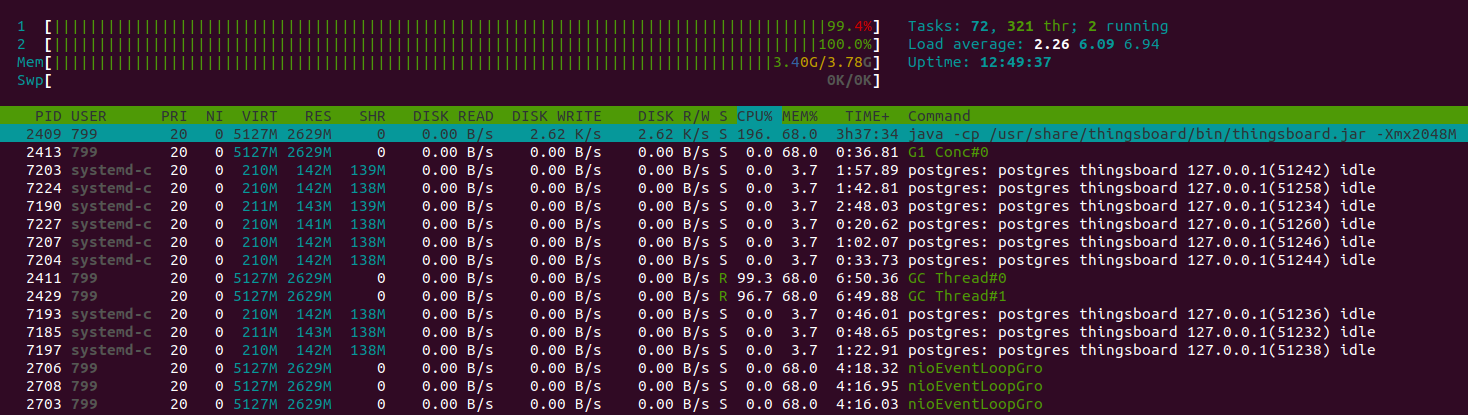 1 [||||||||||||||||||||||||||||||||||||||||||||||||||||||||||||||||||||||||||||||||||||||99.4%] Tasks: 72, 321 thr; 2 running
2 [|||||||||||||||||||||||||||||||||||||||||||||||||||||||||||||||||||||||||||||||||||||100.0%] Load average: 2.26 6.09 6.94
Mem[||||||||||||||||||||||||||||||||||||||||||||||||||||||||||||||||||||||||||||||||3.40G/3.78G] Uptime: 12:49:37
Swp[ 0K/0K]
PID USER PRI NI VIRT RES SHR DISK READ DISK WRITE DISK R/W S CPU% MEM% TIME+ Command
2409 799 20 0 5127M 2629M 0 0.00 B/s 2.62 K/s 2.62 K/s S 196. 68.0 3h37:34 java -cp /usr/share/thingsboard/bin/thingsboard.jar -Xmx2048M
2413 799 20 0 5127M 2629M 0 0.00 B/s 0.00 B/s 0.00 B/s S 0.0 68.0 0:36.81 G1 Conc#0
7203 systemd-c 20 0 210M 142M 139M 0.00 B/s 0.00 B/s 0.00 B/s S 0.0 3.7 1:57.89 postgres: postgres thingsboard 127.0.0.1(51242) idle
7224 systemd-c 20 0 210M 142M 138M 0.00 B/s 0.00 B/s 0.00 B/s S 0.0 3.7 1:42.81 postgres: postgres thingsboard 127.0.0.1(51258) idle
7190 systemd-c 20 0 211M 143M 139M 0.00 B/s 0.00 B/s 0.00 B/s S 0.0 3.7 2:48.03 postgres: postgres thingsboard 127.0.0.1(51234) idle
7227 systemd-c 20 0 210M 141M 138M 0.00 B/s 0.00 B/s 0.00 B/s S 0.0 3.7 0:20.62 postgres: postgres thingsboard 127.0.0.1(51260) idle
7207 systemd-c 20 0 210M 142M 138M 0.00 B/s 0.00 B/s 0.00 B/s S 0.0 3.7 1:02.07 postgres: postgres thingsboard 127.0.0.1(51246) idle
7204 systemd-c 20 0 210M 142M 138M 0.00 B/s 0.00 B/s 0.00 B/s S 0.0 3.7 0:33.73 postgres: postgres thingsboard 127.0.0.1(51244) idle
2411 799 20 0 5127M 2629M 0 0.00 B/s 0.00 B/s 0.00 B/s R 99.3 68.0 6:50.36 GC Thread#0
2429 799 20 0 5127M 2629M 0 0.00 B/s 0.00 B/s 0.00 B/s R 96.7 68.0 6:49.88 GC Thread#1
7193 systemd-c 20 0 210M 142M 138M 0.00 B/s 0.00 B/s 0.00 B/s S 0.0 3.7 0:46.01 postgres: postgres thingsboard 127.0.0.1(51236) idle
7185 systemd-c 20 0 211M 143M 138M 0.00 B/s 0.00 B/s 0.00 B/s S 0.0 3.7 0:48.65 postgres: postgres thingsboard 127.0.0.1(51232) idle
7197 systemd-c 20 0 210M 142M 138M 0.00 B/s 0.00 B/s 0.00 B/s S 0.0 3.7 1:22.91 postgres: postgres thingsboard 127.0.0.1(51238) idle
2706 799 20 0 5127M 2629M 0 0.00 B/s 0.00 B/s 0.00 B/s S 0.0 68.0 4:18.32 nioEventLoopGro
2708 799 20 0 5127M 2629M 0 0.00 B/s 0.00 B/s 0.00 B/s S 0.0 68.0 4:16.95 nioEventLoopGro
2703 799 20 0 5127M 2629M 0 0.00 B/s 0.00 B/s 0.00 B/s S 0.0 68.0 4:16.03 nioEventLoopGro